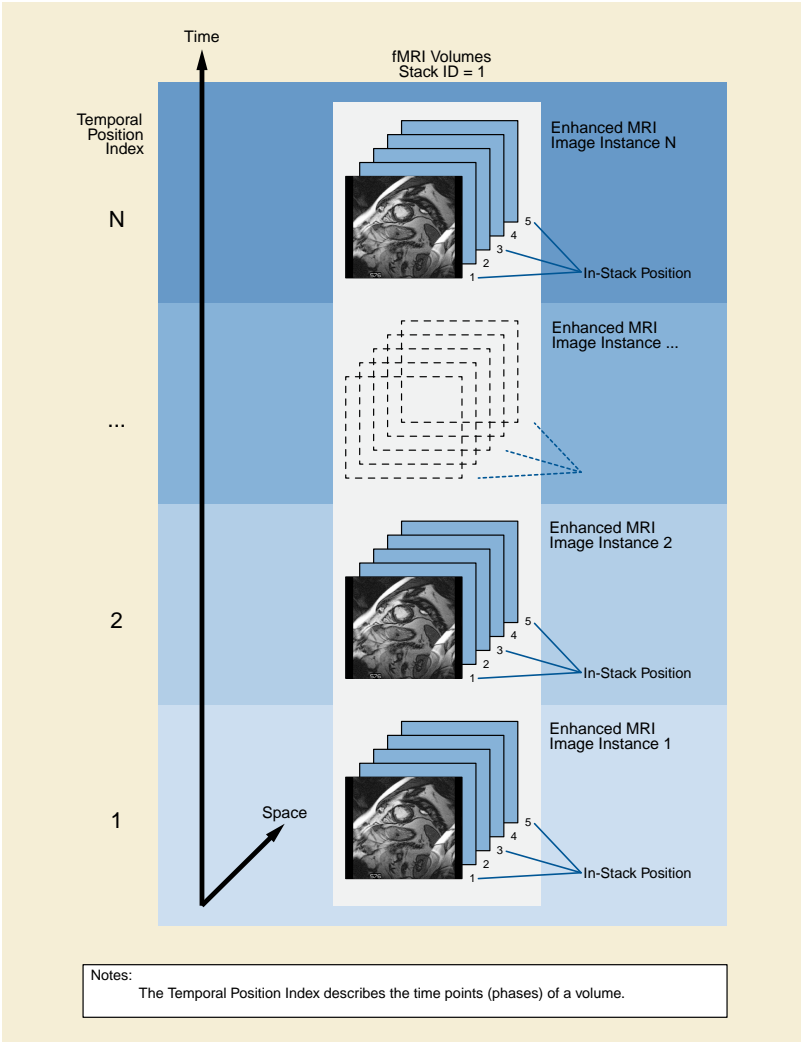 Time
fMRI Volumes
Stack ID = 1
Temporal
Position
Index
Enhanced MRI
Image Instance N
N
5
4
3
2
1
In-Stack Position
Enhanced MRI
Image Instance ...
...
Enhanced MRI
Image Instance 2
2
5
4
3
2
1
In-Stack Position
Enhanced MRI
Image Instance 1
Space
1
5
4
3
2
1
In-Stack Position
Notes:
The Temporal Position Index describes the time points (phases) of a volume.